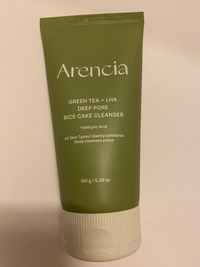 Arencia
GREEN TEA + LHA
DEEP PORE
RICE CAKE CLEANSER
+Salicylic Acid
All Skin Types | Gently exfoliates
Deep cleanses pores
150 g / 5.29 oz